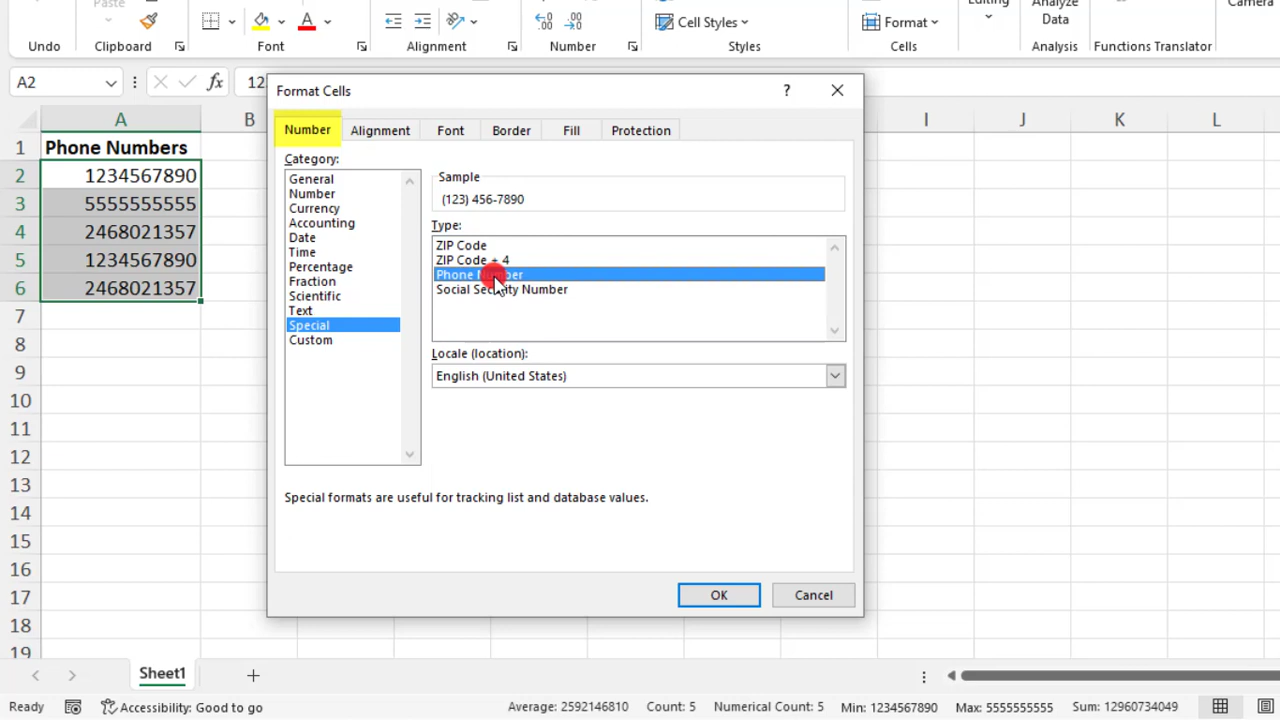 Paste
Editing
Analyze
Data
Camera
Cell Styles
Format
Undo
Clipboard
Font
Alignment
Number
Styles
Cells
Analysis
Functions Translator
A2
fx
12
Format Cells
?
A
B
I
J
K
L
Number
Alignment
Font
Border
Fill
Protection
1
Phone Numbers
2
1234567890
3
5555555555
4
2468021357
5
1234567890
6
2468021357
7
8
9
10
11
12
13
14
15
16
17
18
19
Category:
General
Number
Currency
Accounting
Date
Time
Percentage
Fraction
Scientific
Text
Special
Custom
Sample
(123) 456-7890
Type:
ZIP Code
ZIP Code + 4
Phone Number
Social Security Number
Locale (location):
English (United States)
Special formats are useful for tracking list and database values.
OK
Cancel
Sheet1
Ready
Accessibility: Good to go
Average: 2592146810
Count: 5
Numerical Count: 5
Min: 1234567890
Max: 5555555555
Sum: 12960734049